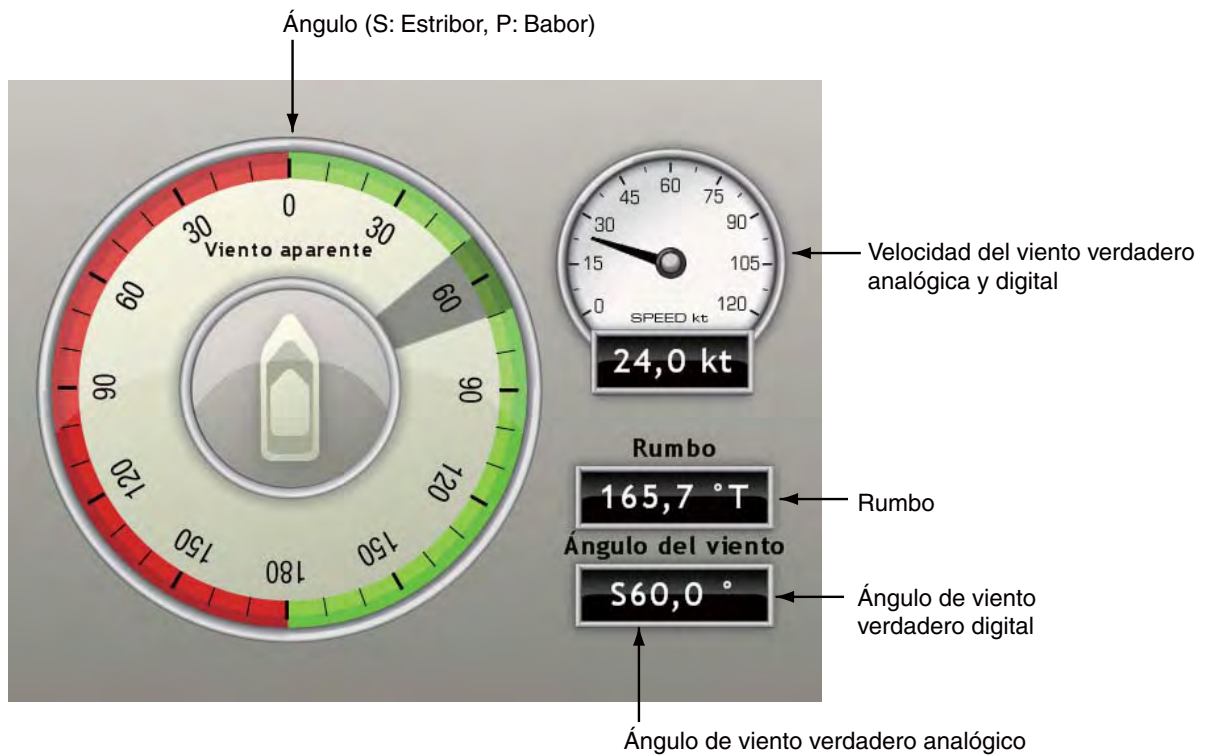 Ángulo (S: Estribor, P: Babor)
0
30
30
60
60
90
90
120
120
150
150
180
Viento aparente
0
15
30
45
60
75
90
105
120
SPEED kt
24,0 kt
Velocidad del viento verdadero
analógica y digital
Rumbo
165,7 °T
Rumbo
Ángulo del viento
S60,0 °
Ángulo de viento
verdadero digital
Ángulo de viento verdadero analógico